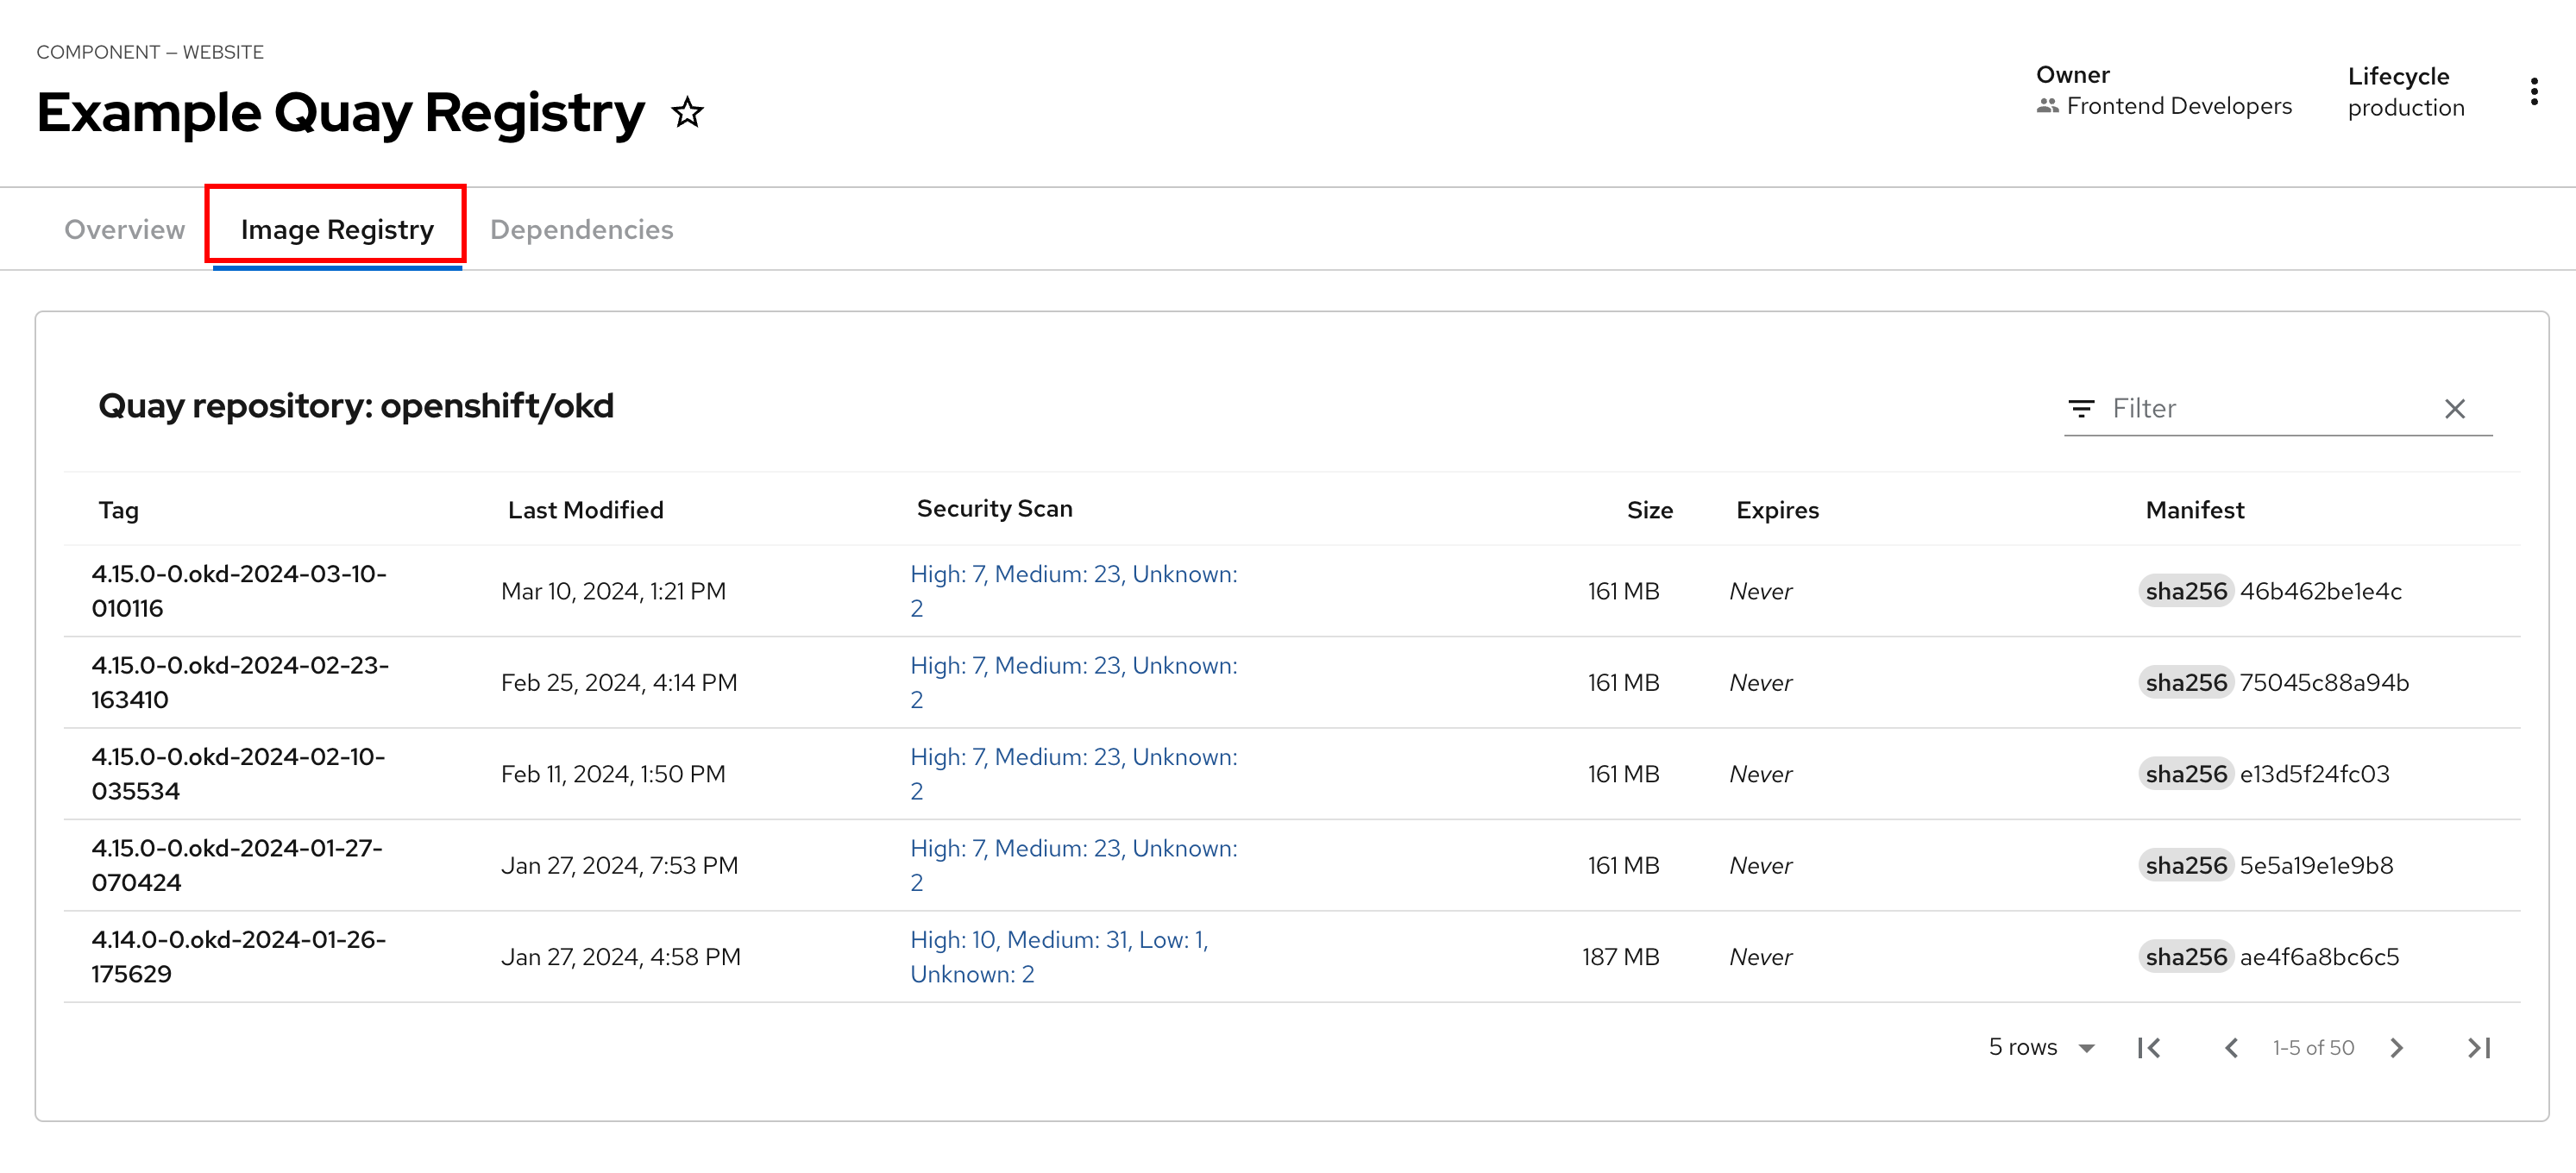 COMPONENT — WEBSITE
Example Quay Registry
Owner
Frontend Developers
Lifecycle
production
Overview
Image Registry
Dependencies
Quay repository: openshift/okd
Filter
Tag Last Modified Security Scan Size Expires Manifest
4.15.0-0.okd-2024-03-10-
010116
Mar 10, 2024, 1:21 PM
High: 7, Medium: 23, Unknown:
2
161 MB
Never
sha256 46b462be1e4c
4.15.0-0.okd-2024-02-23-
163410
Feb 25, 2024, 4:14 PM
High: 7, Medium: 23, Unknown:
2
161 MB
Never
sha256 75045c88a94b
4.15.0-0.okd-2024-02-10-
035534
Feb 11, 2024, 1:50 PM
High: 7, Medium: 23, Unknown:
2
161 MB
Never
sha256 e13d5f24fc03
4.15.0-0.okd-2024-01-27-
070424
Jan 27, 2024, 7:53 PM
High: 7, Medium: 23, Unknown:
2
161 MB
Never
sha256 5e5a19e1e9b8
4.14.0-0.okd-2024-01-26-
175629
Jan 27, 2024, 4:58 PM
High: 10, Medium: 31, Low: 1,
Unknown: 2
187 MB
Never
sha256 ae4f6a8bc6c5
5 rows
1-5 of 50